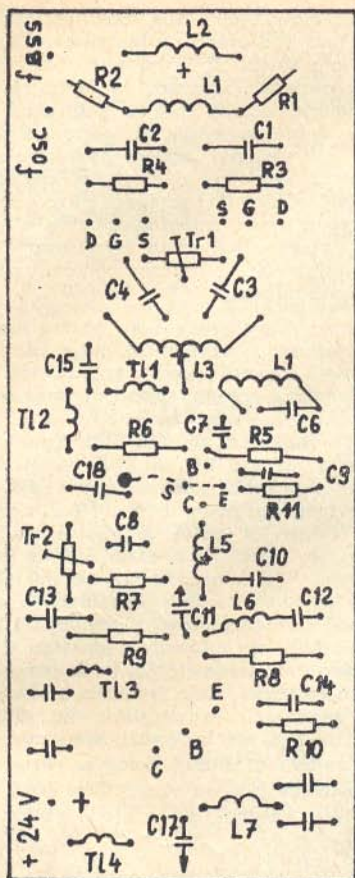 fBSS
L2
+
R2
L1
R1
fOSC
C2
C1
R4
R3
D G S
S G D
Tr1
C4
C3
C15
Tl1
L3
L1
Tl2
C7
C6
R6
B
R5
C9
C18
S
E
C
R11
Tr2
C8
L5
C10
C13
R7
C11
L6
C12
R9
R8
Tl3
E
C14
B
R10
C
+ 24 V
+
C17
L7
Tl4